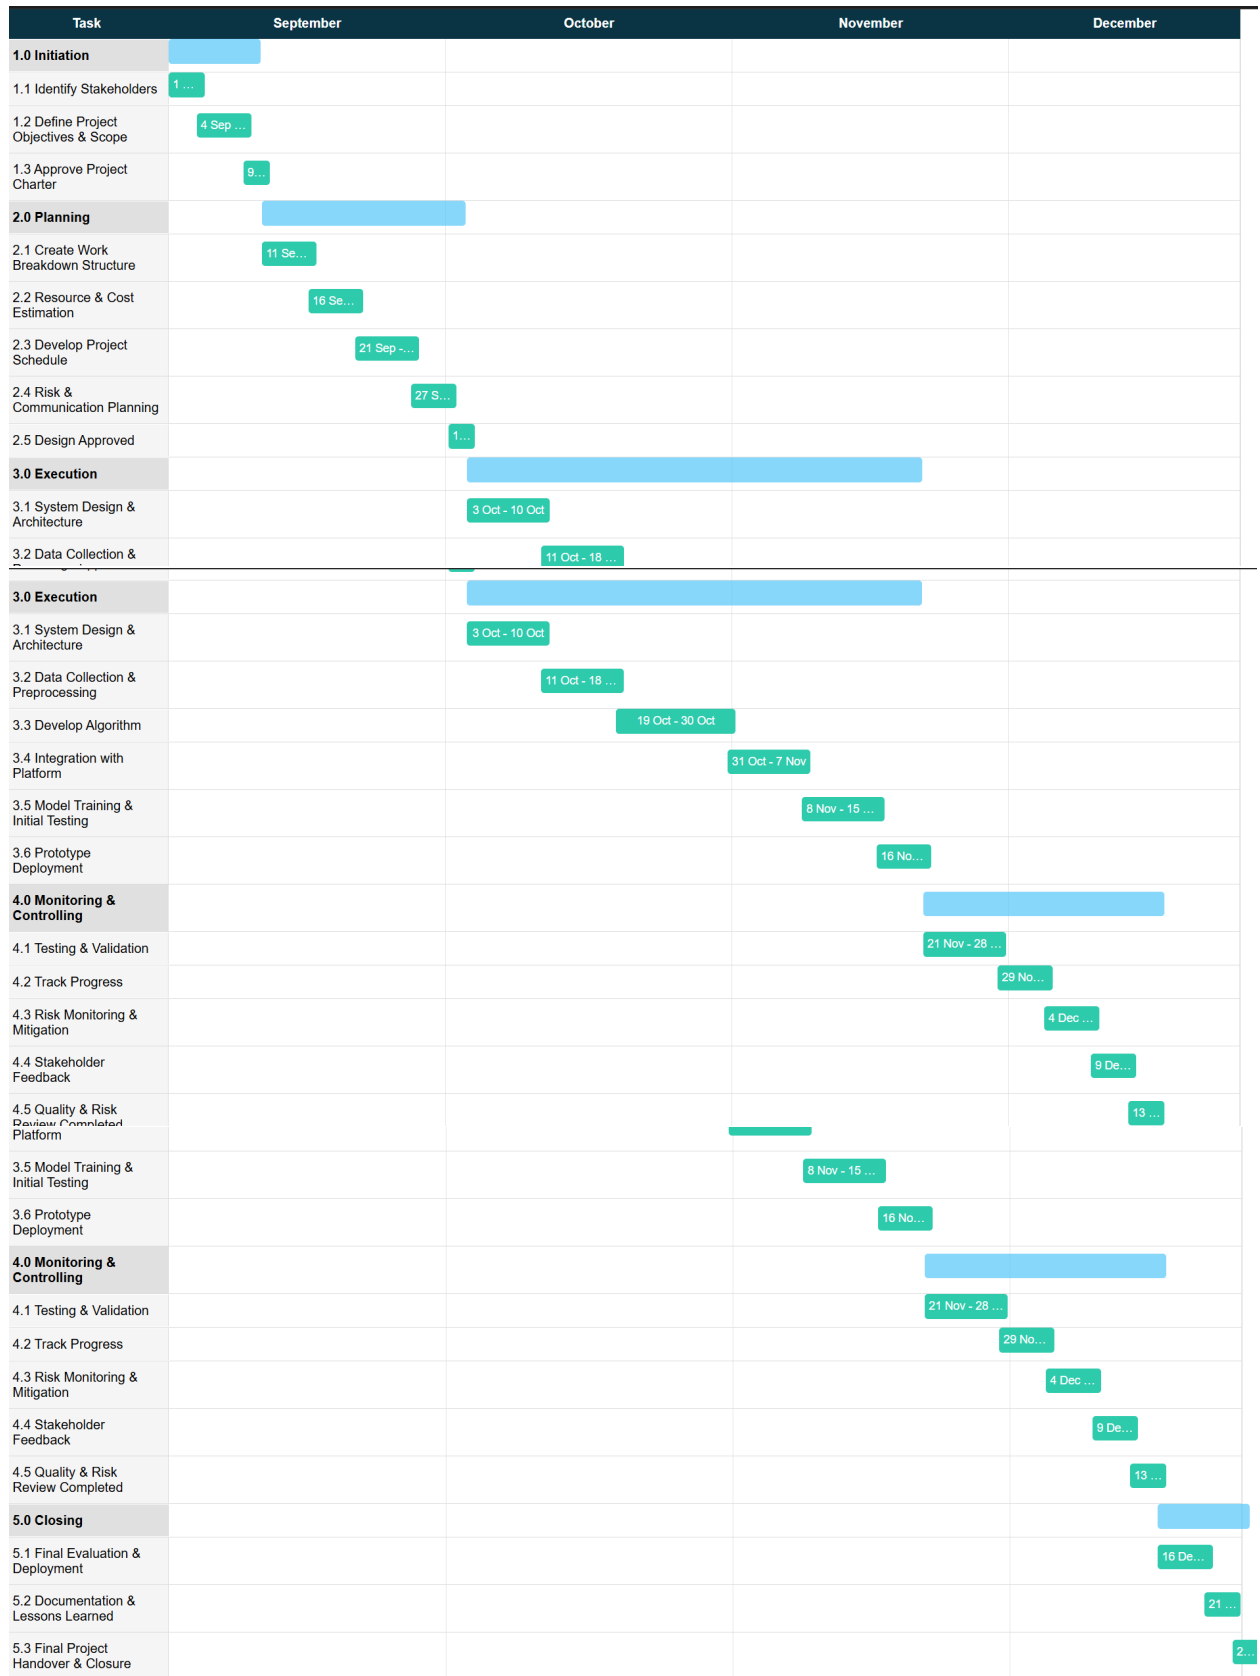 Task September October November December
1.0 Initiation
1.1 Identify Stakeholders 1 ...
1.2 Define Project
Objectives & Scope 4 Sep ...
1.3 Approve Project
Charter 9...
2.0 Planning
2.1 Create Work
Breakdown Structure 11 Se...
2.2 Resource & Cost
Estimation 16 Se...
2.3 Develop Project
Schedule 21 Sep -...
2.4 Risk &
Communication Planning 27 S...
2.5 Design Approved 1...
3.0 Execution
3.1 System Design &
Architecture 3 Oct - 10 Oct
3.2 Data Collection & 11 Oct - 18 ...
3.0 Execution
3.1 System Design &
Architecture 3 Oct - 10 Oct
3.2 Data Collection &
Preprocessing 11 Oct - 18 ...
3.3 Develop Algorithm 19 Oct - 30 Oct
3.4 Integration with
Platform 31 Oct - 7 Nov
3.5 Model Training &
Initial Testing 8 Nov - 15 ...
3.6 Prototype
Deployment 16 No...
4.0 Monitoring &
Controlling
4.1 Testing & Validation 21 Nov - 28 ...
4.2 Track Progress 29 No...
4.3 Risk Monitoring &
Mitigation 4 Dec ...
4.4 Stakeholder
Feedback 9 De...
4.5 Quality & Risk
Review Completed 13 ...
Platform
3.5 Model Training &
Initial Testing 8 Nov - 15 ...
3.6 Prototype
Deployment 16 No...
4.0 Monitoring &
Controlling
4.1 Testing & Validation 21 Nov - 28 ...
4.2 Track Progress 29 No...
4.3 Risk Monitoring &
Mitigation 4 Dec ...
4.4 Stakeholder
Feedback 9 De...
4.5 Quality & Risk
Review Completed 13 ...
5.0 Closing
5.1 Final Evaluation &
Deployment 16 De...
5.2 Documentation &
Lessons Learned 21 ...
5.3 Final Project
Handover & Closure 2...